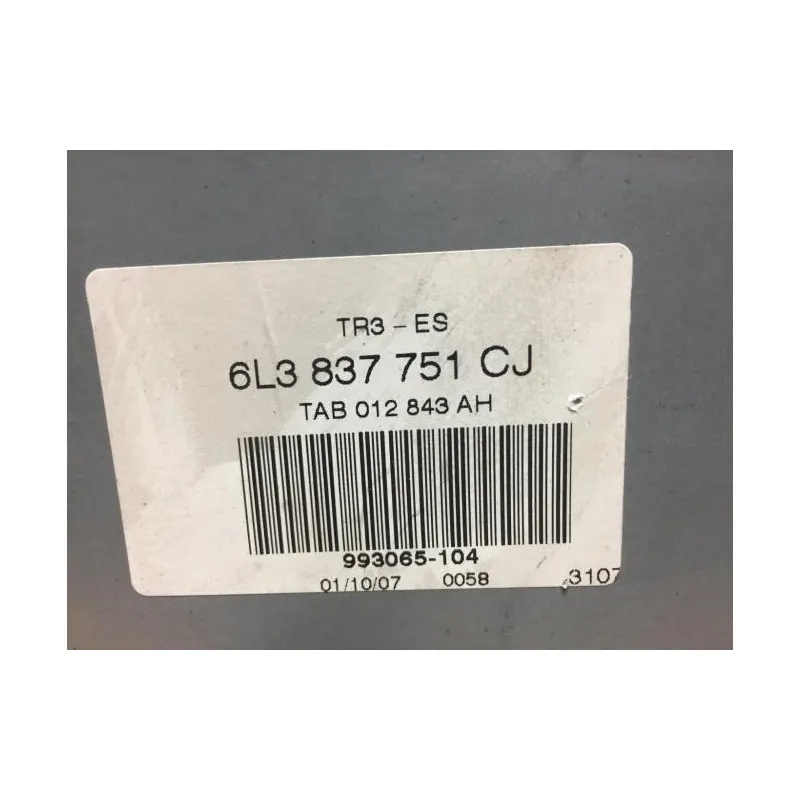 TR3 - ES
6L3 837 751 CJ
TAB 012 843 AH
993065-104
01/10/07 0058 3107